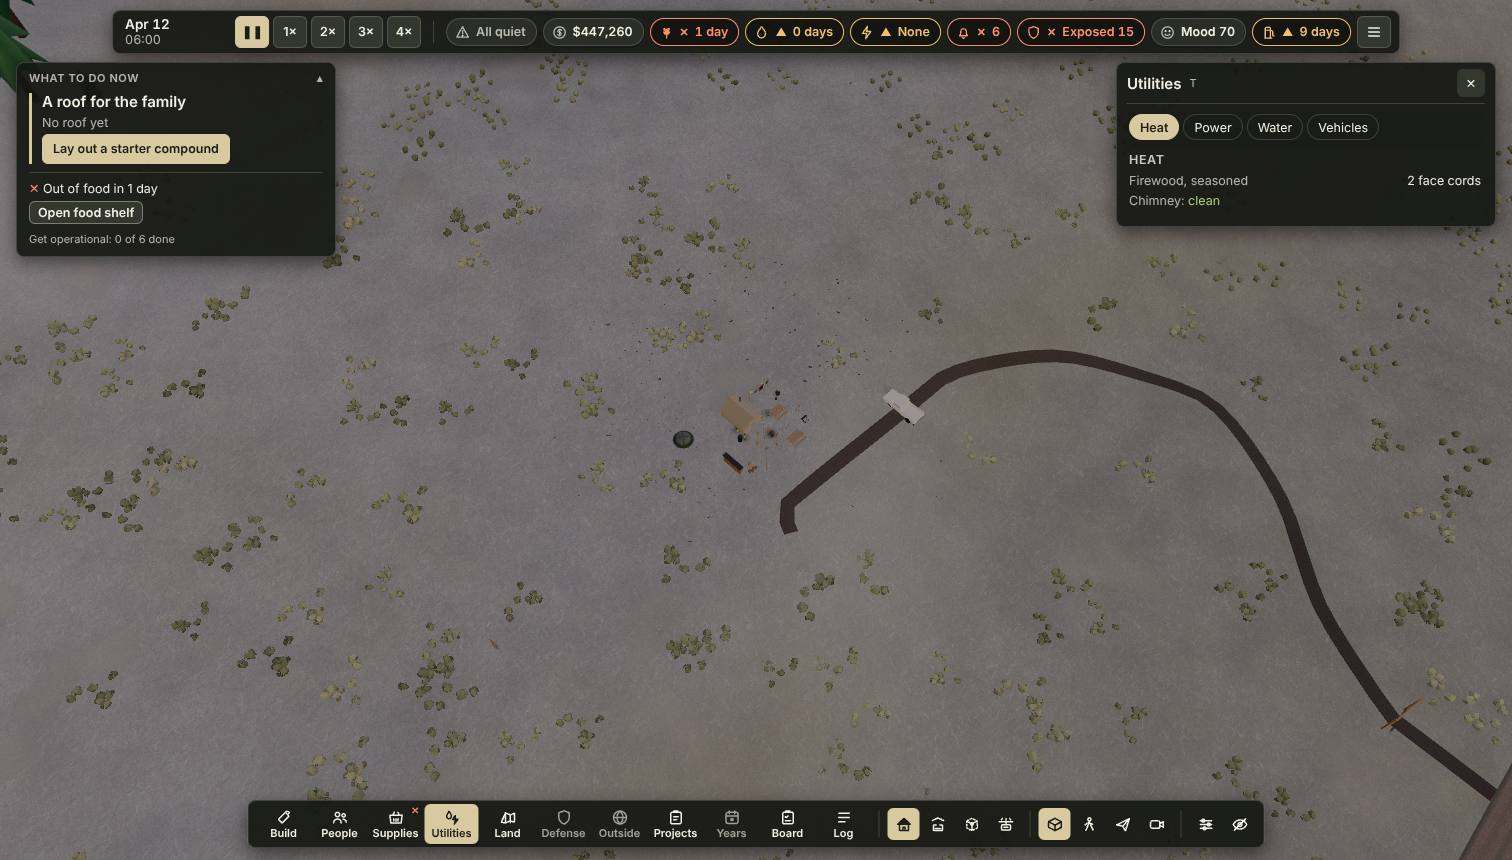 Apr 12
06:00
1×
2×
3×
4×
All quiet
$447,260
× 1 day
▲ 0 days
▲ None
× 6
× Exposed 15
Mood 70
▲ 9 days
WHAT TO DO NOW
A roof for the family
No roof yet
Lay out a starter compound
× Out of food in 1 day
Open food shelf
Get operational: 0 of 6 done
Utilities T
Heat
Power
Water
Vehicles
HEAT
Firewood, seasoned 2 face cords
Chimney: clean
Build
People
Supplies
Utilities
Land
Defense
Outside
Projects
Years
Board
Log